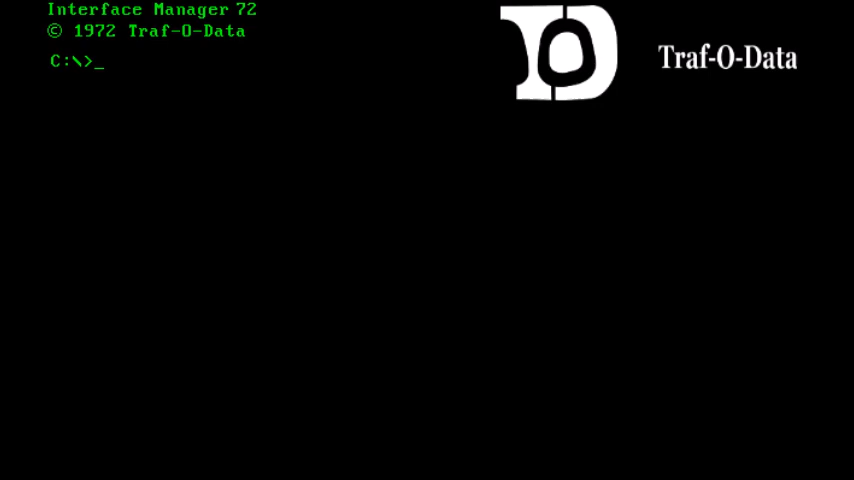 Interface Manager 72
© 1972 Traf-O-Data
C:\>_
Traf-O-Data